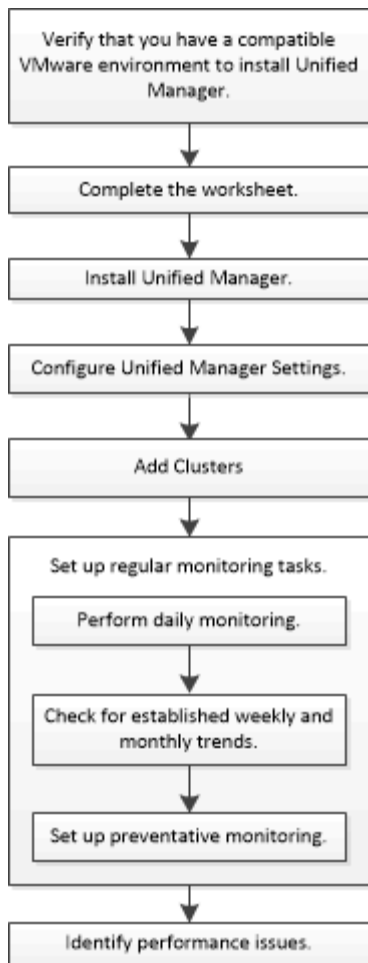 Verify that you have a compatible
VMware environment to install Unified
Manager.
Complete the worksheet.
Install Unified Manager.
Configure Unified Manager Settings.
Add Clusters
Set up regular monitoring tasks.
Perform daily monitoring.
Check for established weekly and
monthly trends.
Set up preventative monitoring.
Identify performance issues.